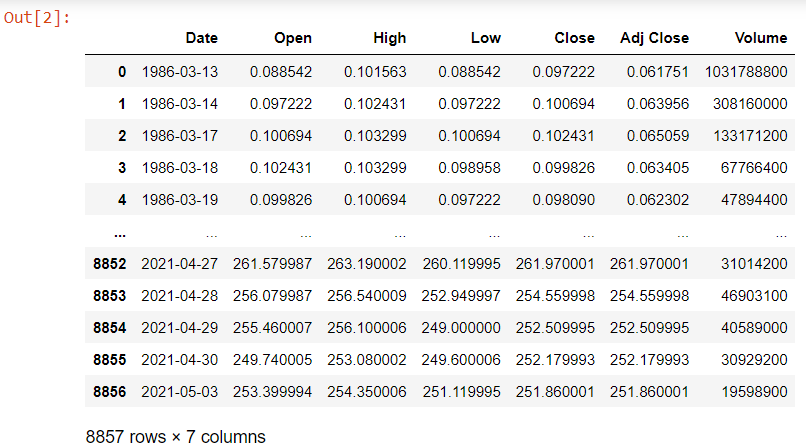 Out[2]:
Date Open High Low Close Adj Close Volume
0 1986-03-13 0.088542 0.101563 0.088542 0.097222 0.061751 1031788800
1 1986-03-14 0.097222 0.102431 0.097222 0.100694 0.063956 308160000
2 1986-03-17 0.100694 0.103299 0.100694 0.102431 0.065059 133171200
3 1986-03-18 0.102431 0.103299 0.098958 0.099826 0.063405 67766400
4 1986-03-19 0.099826 0.100694 0.097222 0.098090 0.062302 47894400
... ... ... ... ... ... ... ...
8852 2021-04-27 261.579987 263.190002 260.119995 261.970001 261.970001 31014200
8853 2021-04-28 256.079987 256.540009 252.949997 254.559998 254.559998 46903100
8854 2021-04-29 255.460007 256.100006 249.000000 252.509995 252.509995 40589000
8855 2021-04-30 249.740005 253.080002 249.600006 252.179993 252.179993 30929200
8856 2021-05-03 253.399994 254.350006 251.119995 251.860001 251.860001 19598900
8857 rows × 7 columns